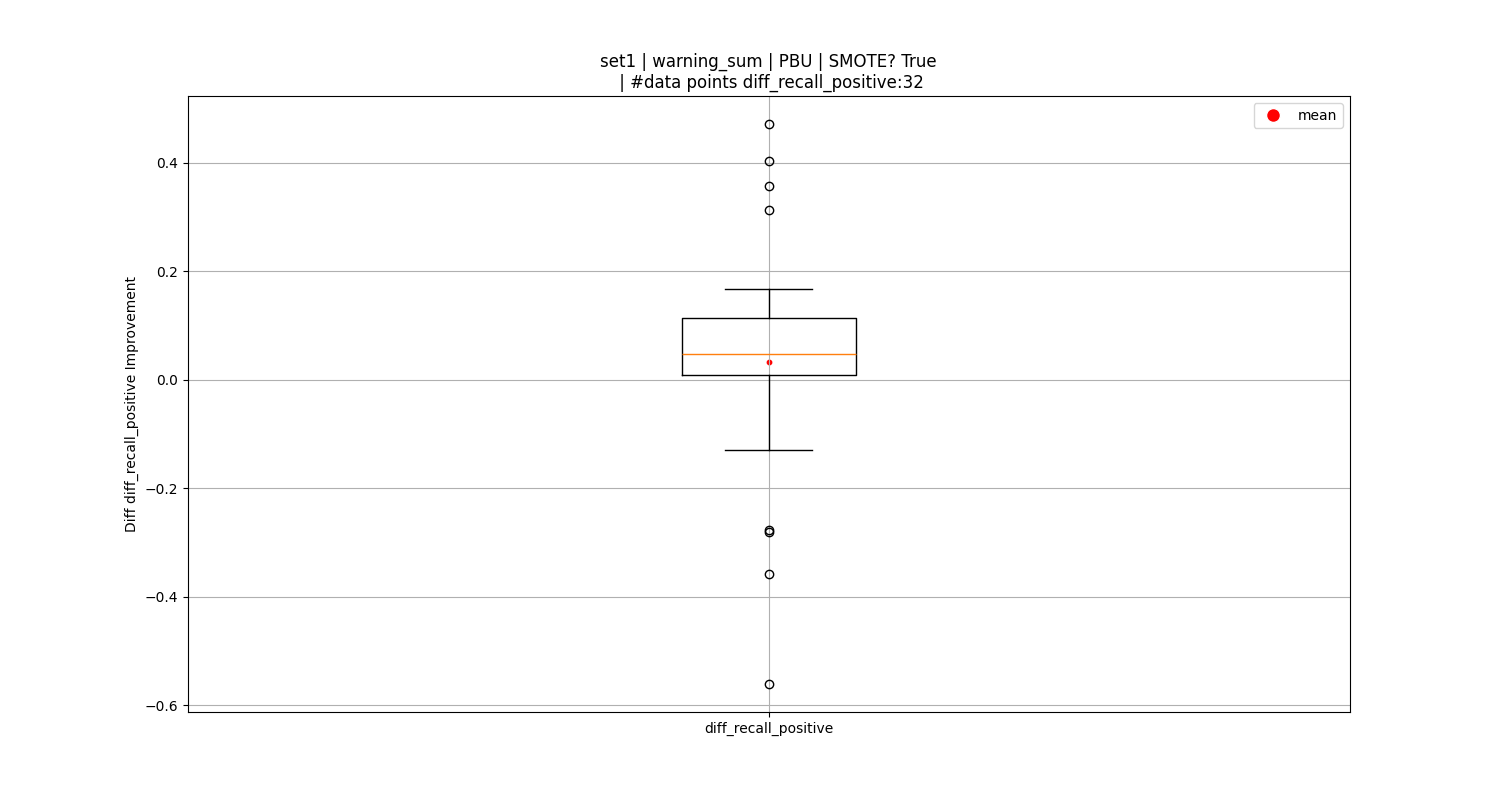 set1 | warning_sum | PBU | SMOTE? True
| #data points diff_recall_positive:32
mean
0.4
0.2
0.0
−0.2
−0.4
−0.6
Diff diff_recall_positive Improvement
diff_recall_positive